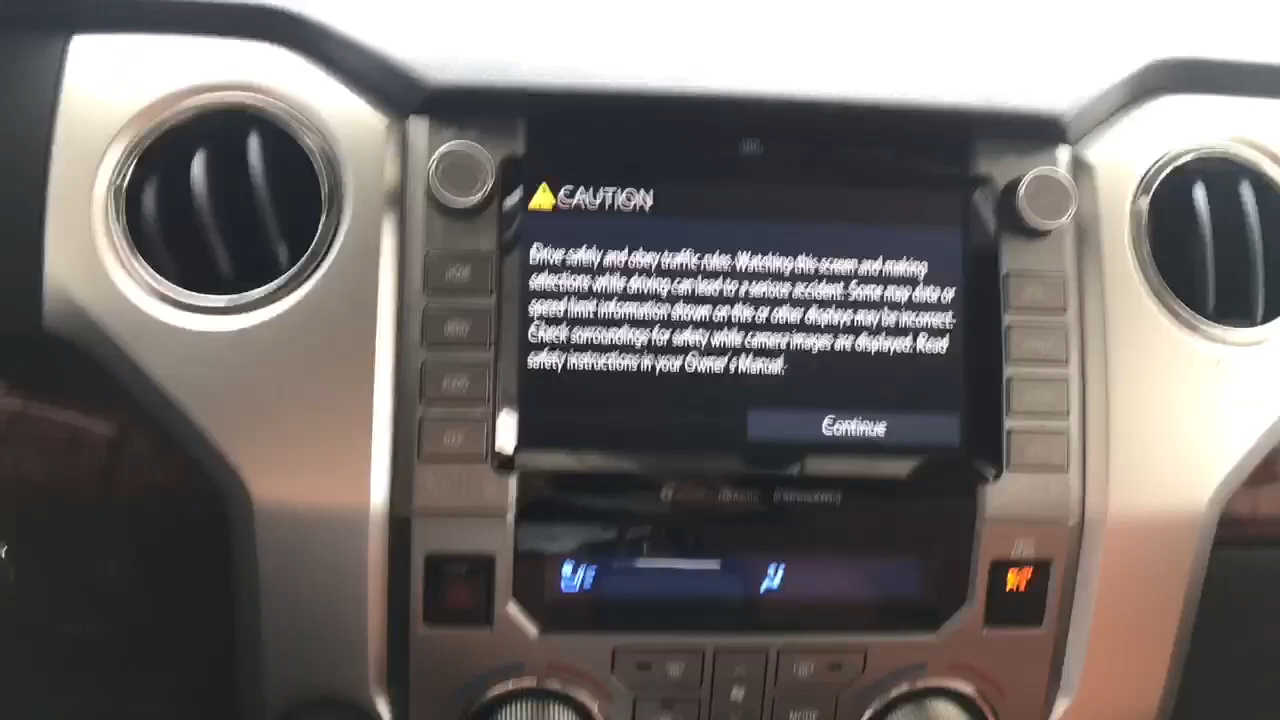 JBL
CAUTION
Drive safely and obey traffic rules. Watching this screen and making
selections while driving can lead to a serious accident. Some map data or
speed limit information shown on this or other displays may be incorrect.
Check surroundings for safety while camera images are displayed. Read
safety instructions in your Owner's Manual.
Continue
MODE